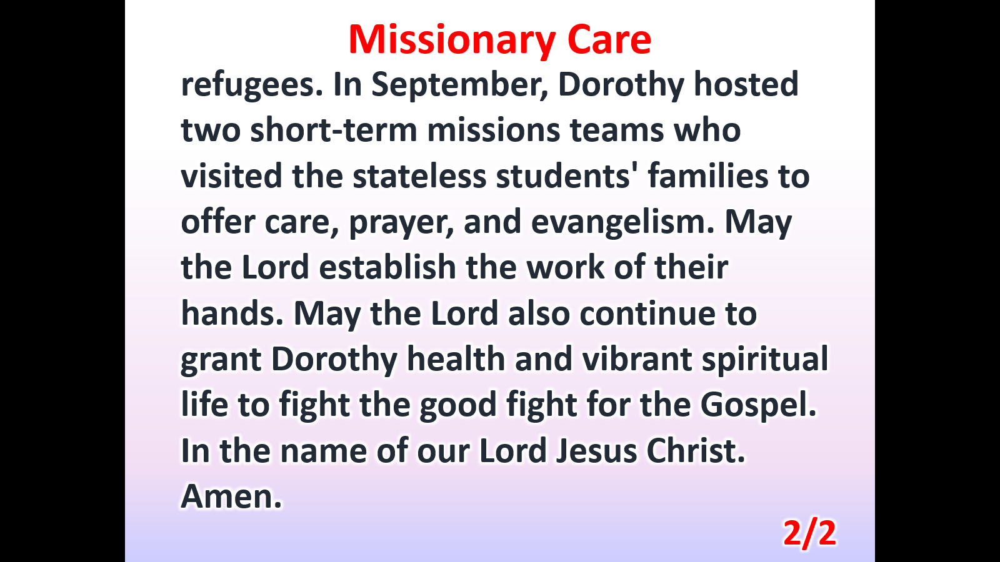 Missionary Care
refugees. In September, Dorothy hosted
two short-term missions teams who
visited the stateless students' families to
offer care, prayer, and evangelism. May
the Lord establish the work of their
hands. May the Lord also continue to
grant Dorothy health and vibrant spiritual
life to fight the good fight for the Gospel.
In the name of our Lord Jesus Christ.
Amen.
2/2